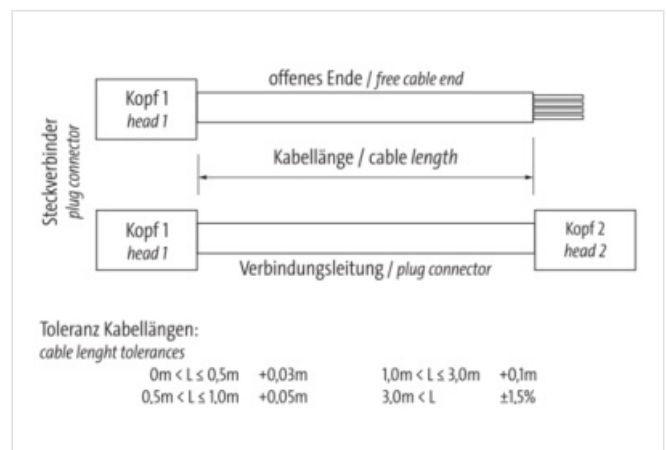 offenes Ende / free cable end
Kopf 1
head 1
Steckverbinder
plug connector
Kabellänge / cable length
Kopf 1
head 1
Kopf 2
head 2
Verbindungsleitung / plug connector
Toleranz Kabellängen:
cable lenght tolerances
0m < L ≤ 0,5m +0,03m 1,0m < L ≤ 3,0m +0,1m
0,5m < L ≤ 1,0m +0,05m 3,0m < L ±1,5%